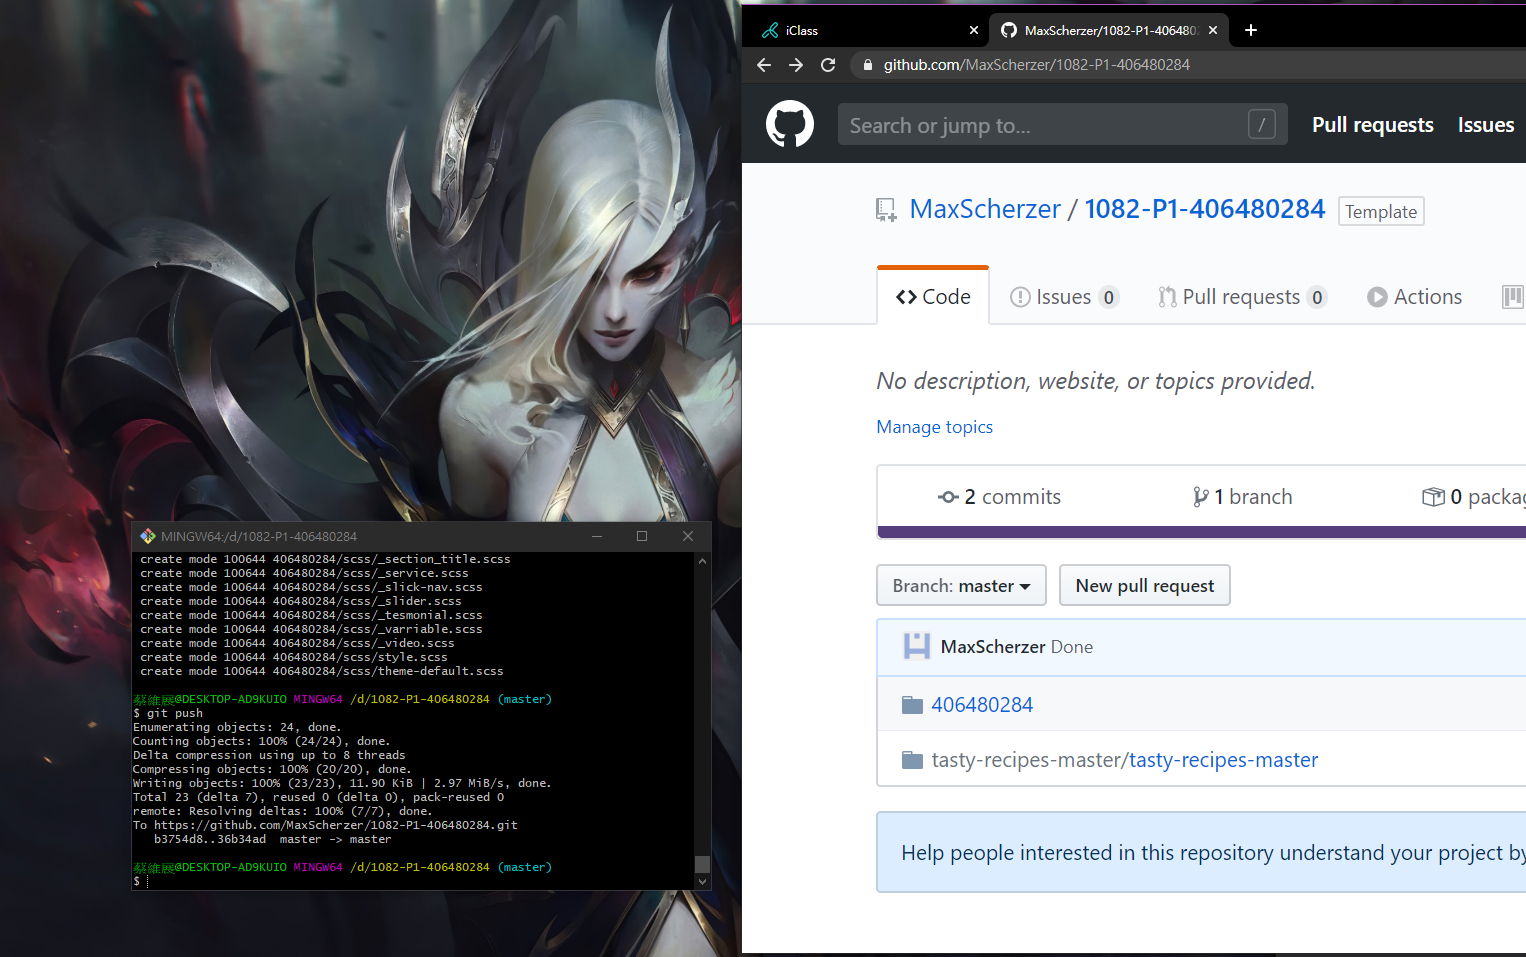 iClass
MaxScherzer/1082-P1-40648028
github.com/MaxScherzer/1082-P1-406480284
Search or jump to...
/
Pull requests
Issues
MaxScherzer / 1082-P1-406480284
Template
Code
Issues 0
Pull requests 0
Actions
No description, website, or topics provided.
Manage topics
2 commits
1 branch
0 packag
Branch: master
New pull request
MaxScherzer Done
406480284
tasty-recipes-master/tasty-recipes-master
Help people interested in this repository understand your project by
MINGW64:/d/1082-P1-406480284
create mode 100644 406480284/scss/_section_title.scss
create mode 100644 406480284/scss/_service.scss
create mode 100644 406480284/scss/_slick-nav.scss
create mode 100644 406480284/scss/_slider.scss
create mode 100644 406480284/scss/_tesmonial.scss
create mode 100644 406480284/scss/_varriable.scss
create mode 100644 406480284/scss/_video.scss
create mode 100644 406480284/scss/style.scss
create mode 100644 406480284/scss/theme-default.scss
蔡維展@DESKTOP-AD9KUIO MINGW64 /d/1082-P1-406480284 (master)
$ git push
Enumerating objects: 24, done.
Counting objects: 100% (24/24), done.
Delta compression using up to 8 threads
Compressing objects: 100% (20/20), done.
Writing objects: 100% (23/23), 11.90 KiB | 2.97 MiB/s, done.
Total 23 (delta 7), reused 0 (delta 0), pack-reused 0
remote: Resolving deltas: 100% (7/7), done.
To https://github.com/MaxScherzer/1082-P1-406480284.git
b3754d8..36b34ad master -> master
蔡維展@DESKTOP-AD9KUIO MINGW64 /d/1082-P1-406480284 (master)
$